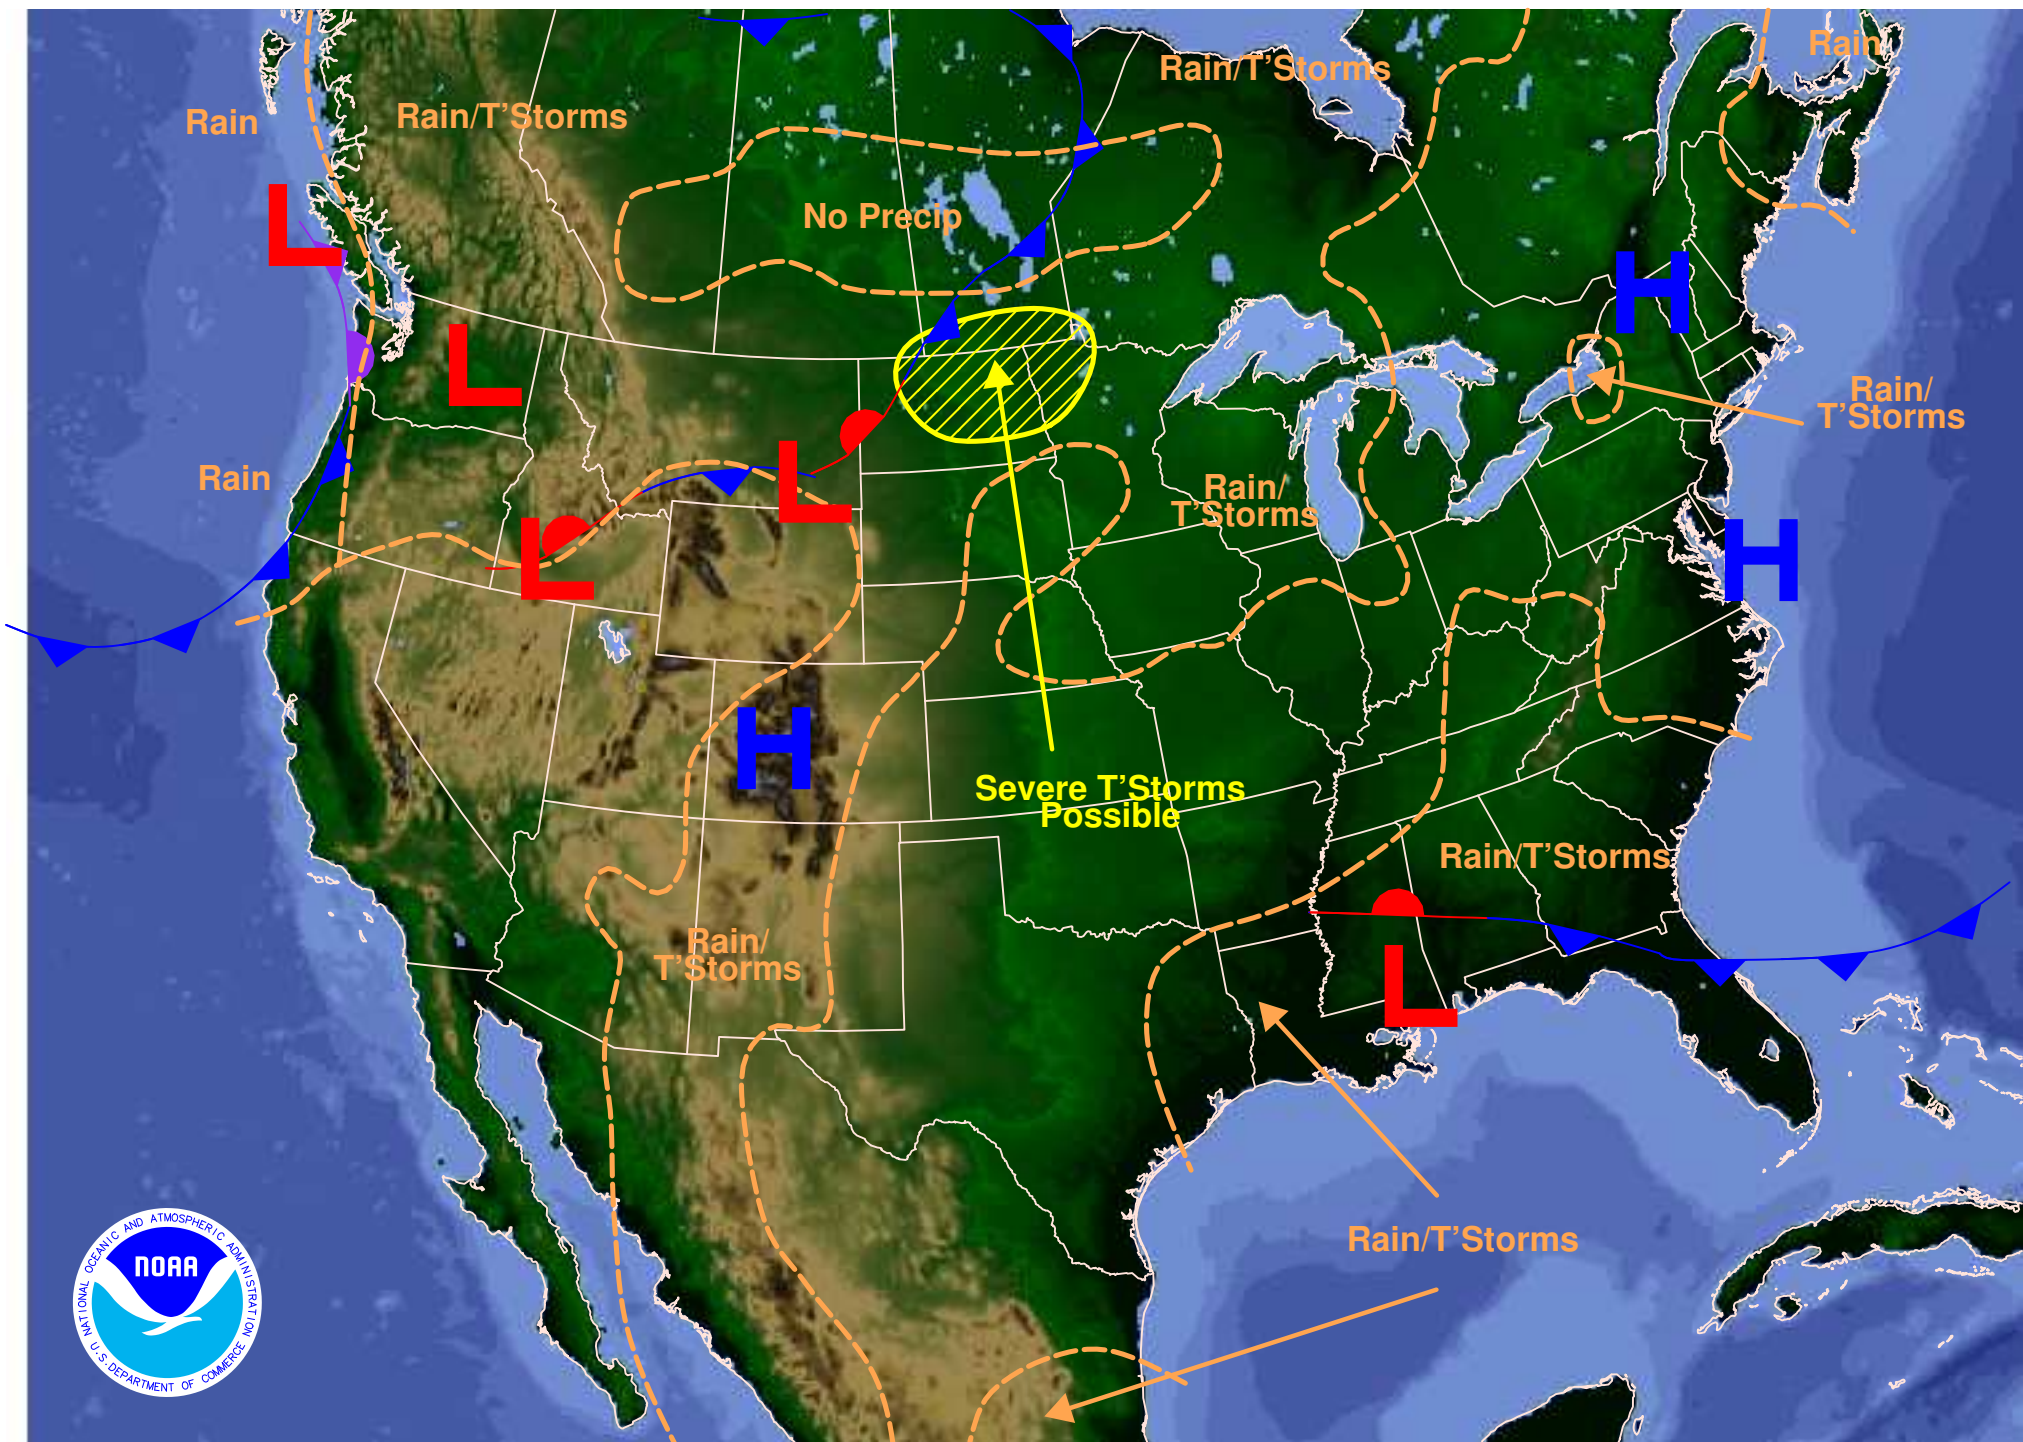 Rain
Rain/T'Storms
Rain/T'Storms
Rain
No Precip
L
H
L
Rain/
T'Storms
Rain
L
Rain/
T'Storms
L
H
H
Severe T'Storms
Possible
Rain/T'Storms
Rain/
T'Storms
L
Rain/T'Storms
NOAA
NATIONAL OCEANIC AND ATMOSPHERIC ADMINISTRATION
U.S. DEPARTMENT OF COMMERCE